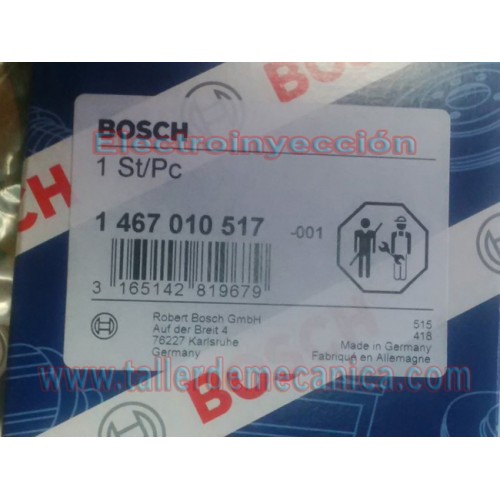 BOSCH
BOSCH
Electroinyección
1 St/Pc
1 467 010 517 -001
3 165142 819679
Robert Bosch GmbH
Auf der Breit 4
76227 Karlsruhe
Germany
515
418
Made in Germany
Fabriqué en Allemagne
www.tallerdemecanica.com
BOSCH